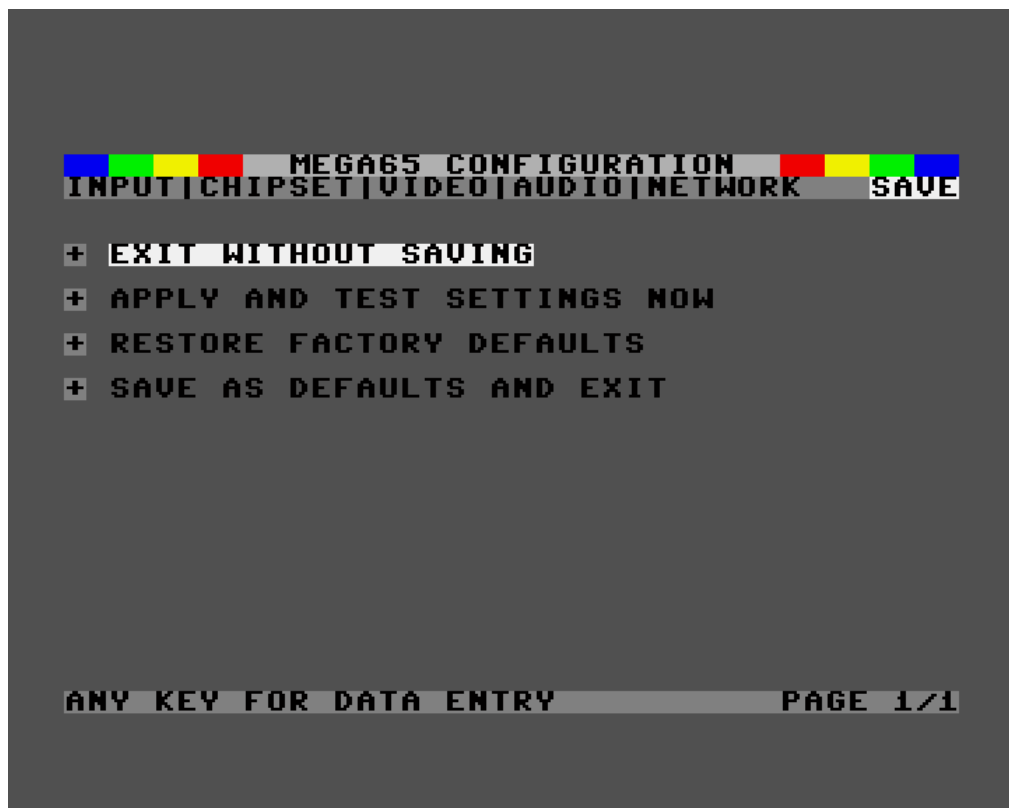 MEGA65 CONFIGURATION
INPUT|CHIPSET|VIDEO|AUDIO|NETWORK SAVE
+ EXIT WITHOUT SAVING
+ APPLY AND TEST SETTINGS NOW
+ RESTORE FACTORY DEFAULTS
+ SAVE AS DEFAULTS AND EXIT
ANY KEY FOR DATA ENTRY PAGE 1/1